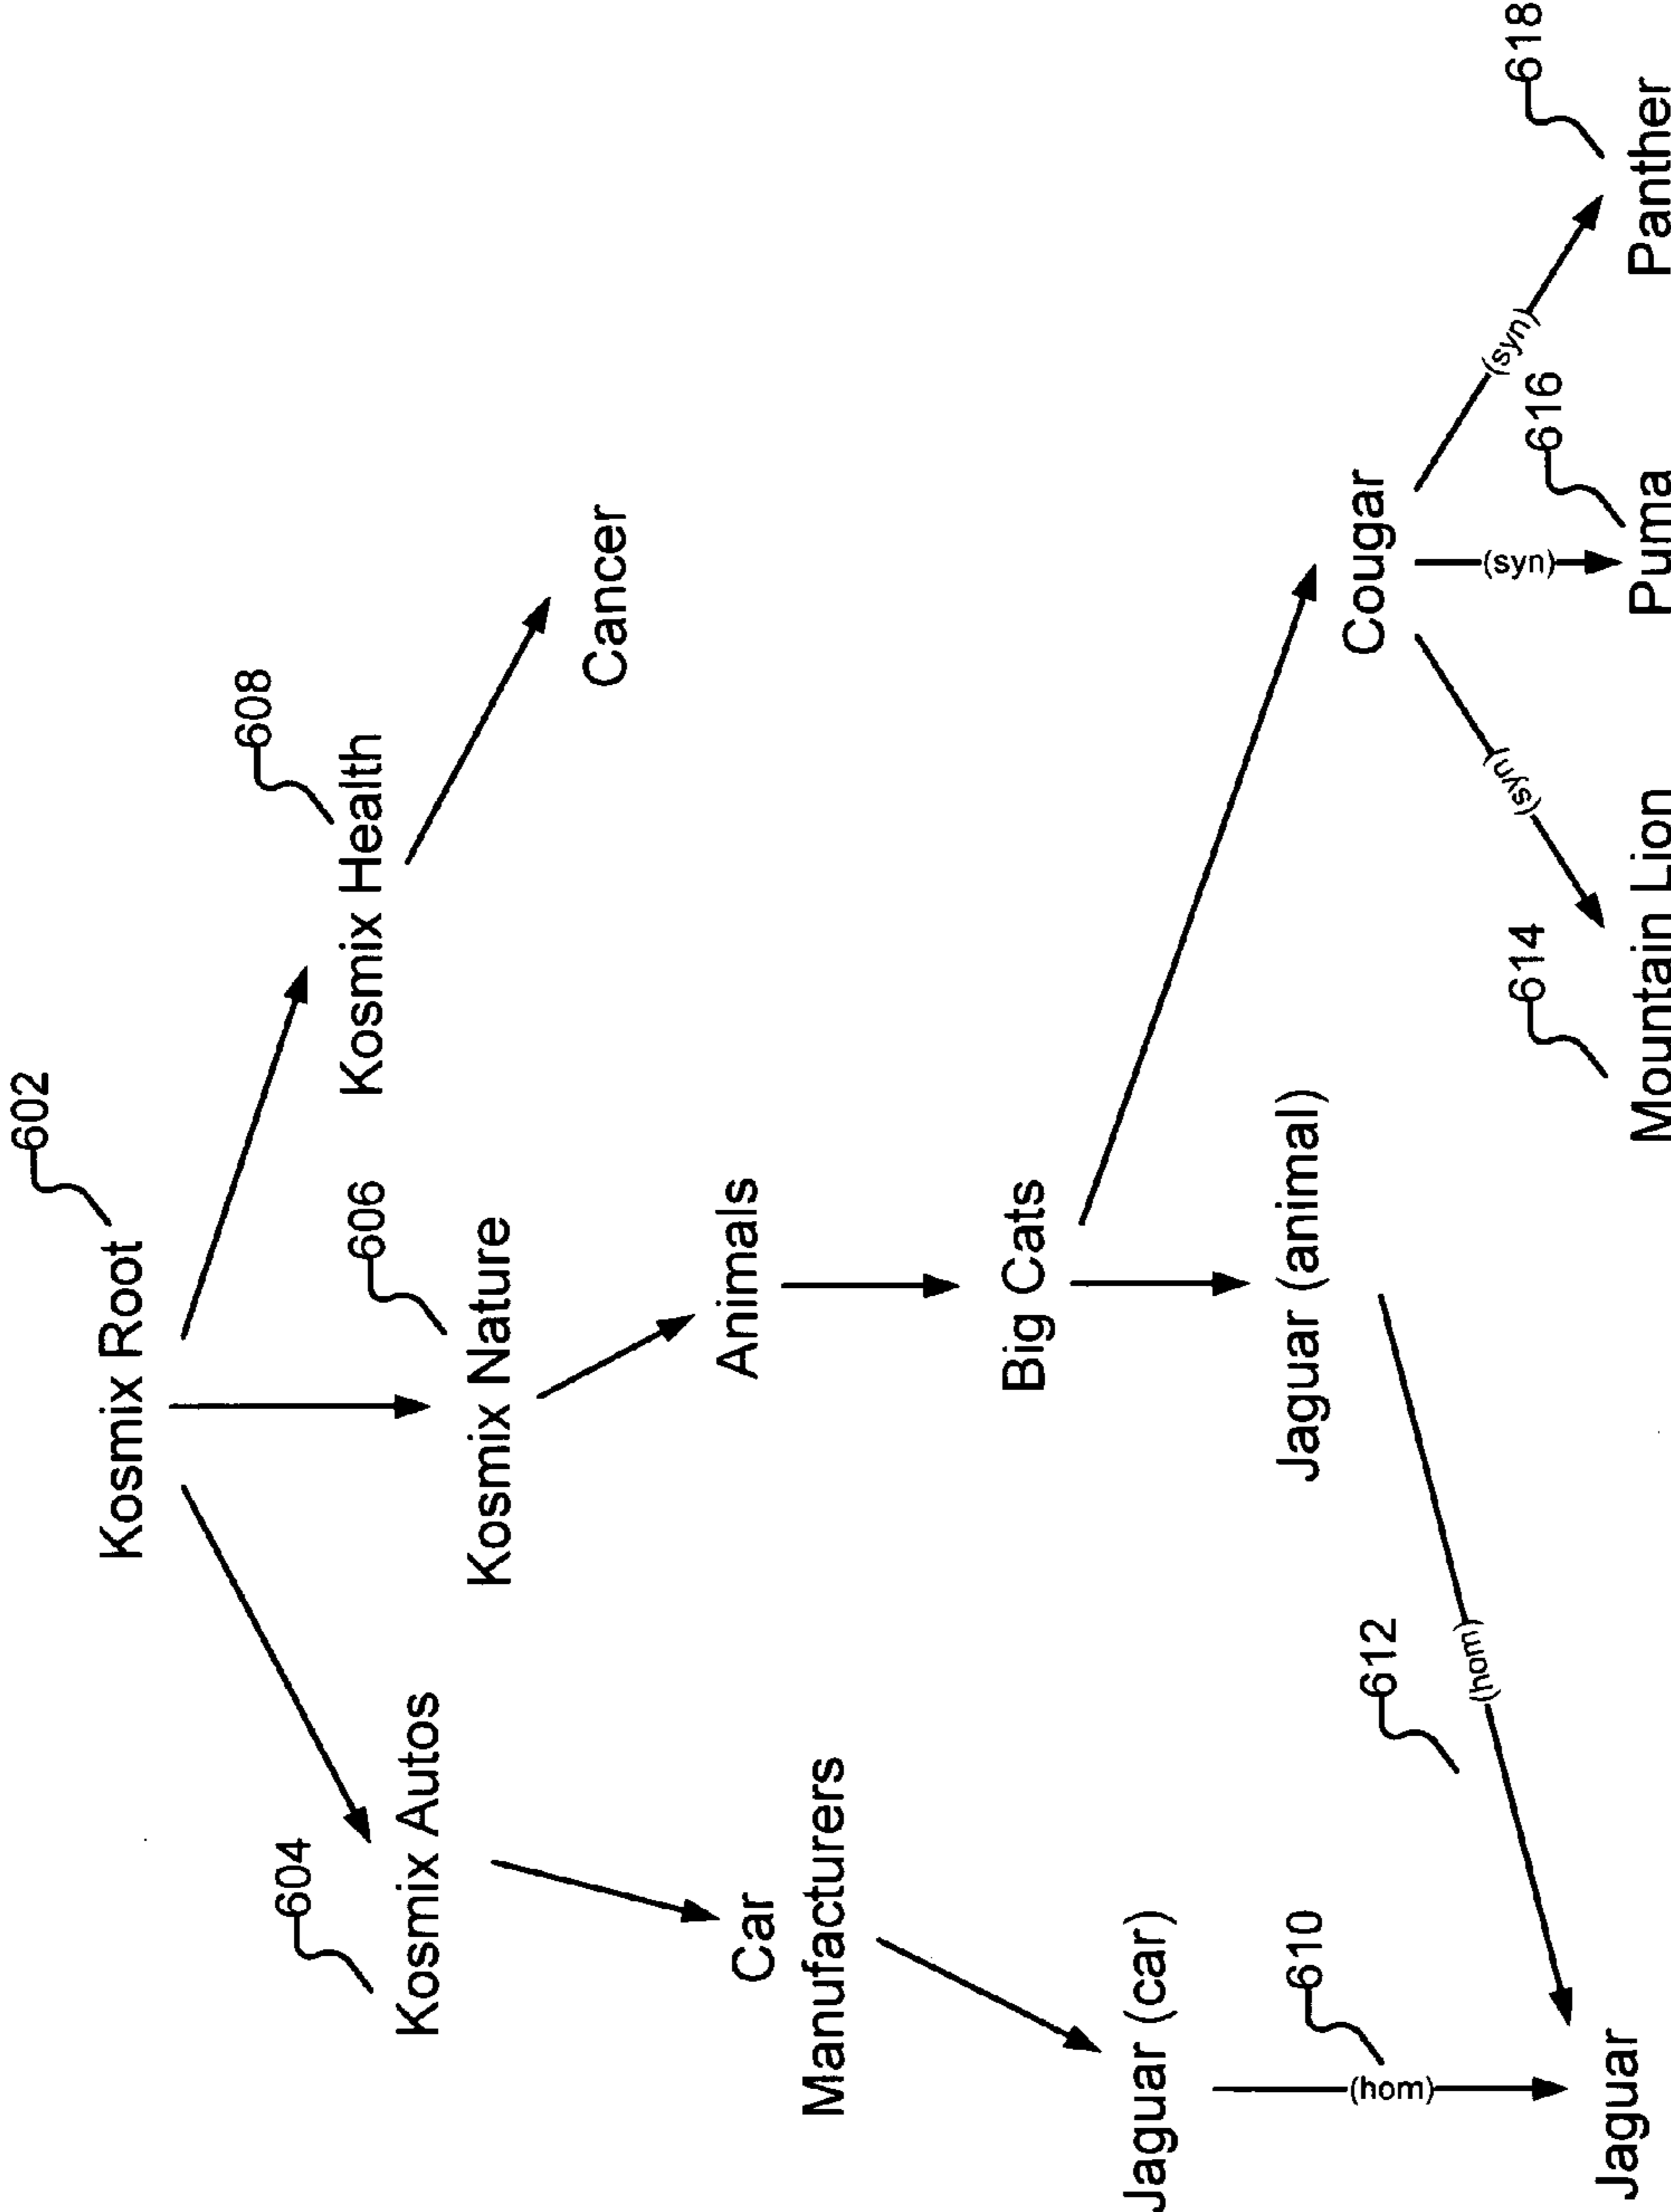 602
Kosmix Root
608
Kosmix Health
606
Kosmix Nature
604
Kosmix Autos
Cancer
Animals
Car
Manufacturers
Big Cats
Jaguar (car)
Jaguar (animal)
Cougar
610
(hom)
612
(hom)
(syn)
(syn)
(syn)
614
616
618
Jaguar
Mountain Lion
Puma
Panther